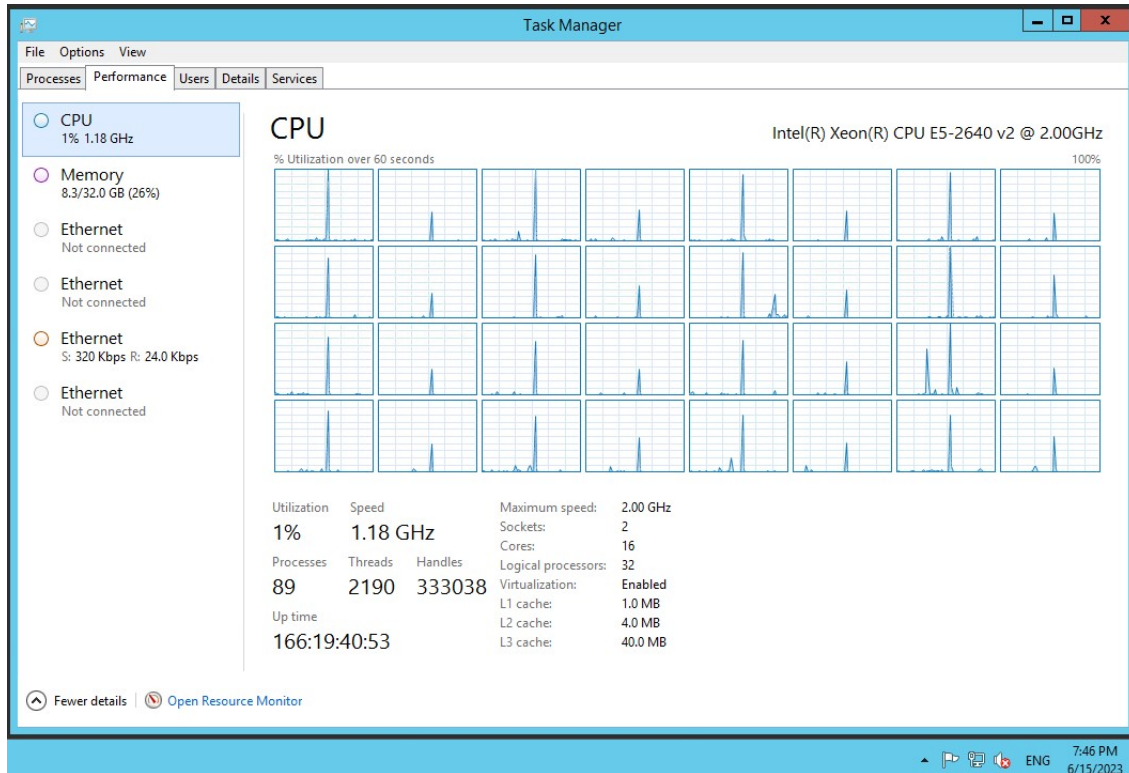 Task Manager
File Options View
Processes Performance Users Details Services
CPU
1% 1.18 GHz
Memory
8.3/32.0 GB (26%)
Ethernet
Not connected
Ethernet
Not connected
Ethernet
S: 320 Kbps R: 24.0 Kbps
Ethernet
Not connected
CPU
Intel(R) Xeon(R) CPU E5-2640 v2 @ 2.00GHz
% Utilization over 60 seconds 100%
Utilization Speed
1% 1.18 GHz
Processes Threads Handles
89 2190 333038
Up time
166:19:40:53
Maximum speed: 2.00 GHz
Sockets: 2
Cores: 16
Logical processors: 32
Virtualization: Enabled
L1 cache: 1.0 MB
L2 cache: 4.0 MB
L3 cache: 40.0 MB
Fewer details Open Resource Monitor
ENG
7:46 PM
6/15/2023